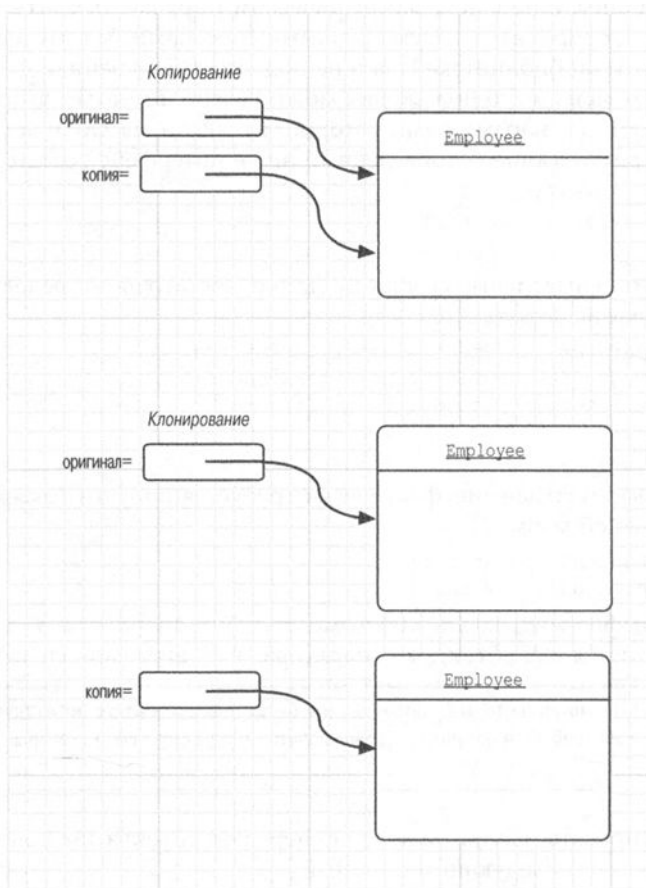 Копирование
оригинал=
Employee
копия=
Клонирование
оригинал=
Employee
копия=
Employee